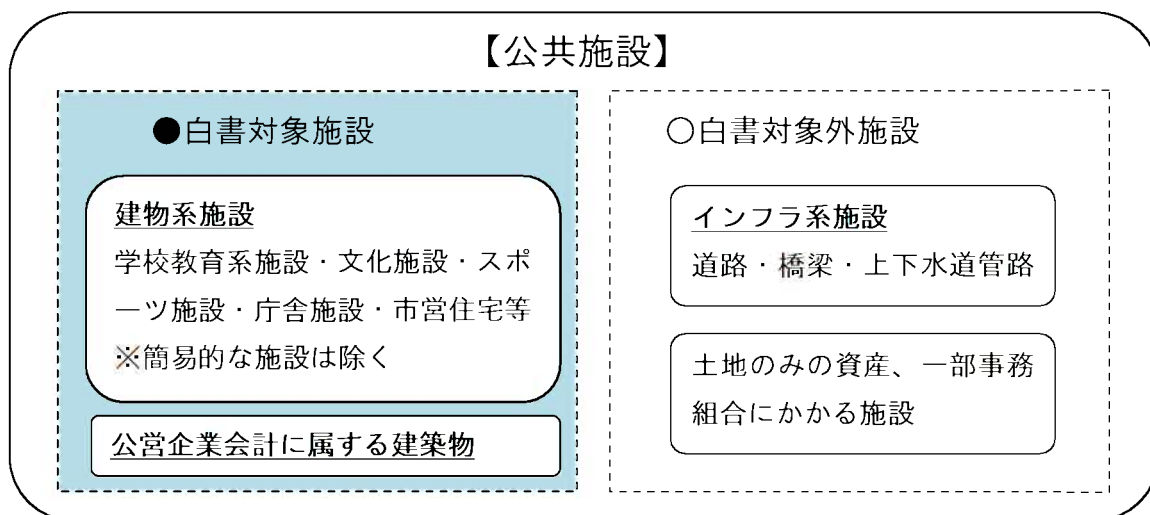 【公共施設】
●白書対象施設
建物系施設
学校教育系施設・文化施設・スポ
ーツ施設・庁舎施設・市営住宅等
※簡易的な施設は除く
公営企業会計に属する建築物
○白書対象外施設
インフラ系施設
道路・橋梁・上下水道管路
土地のみの資産、一部事務
組合にかかる施設